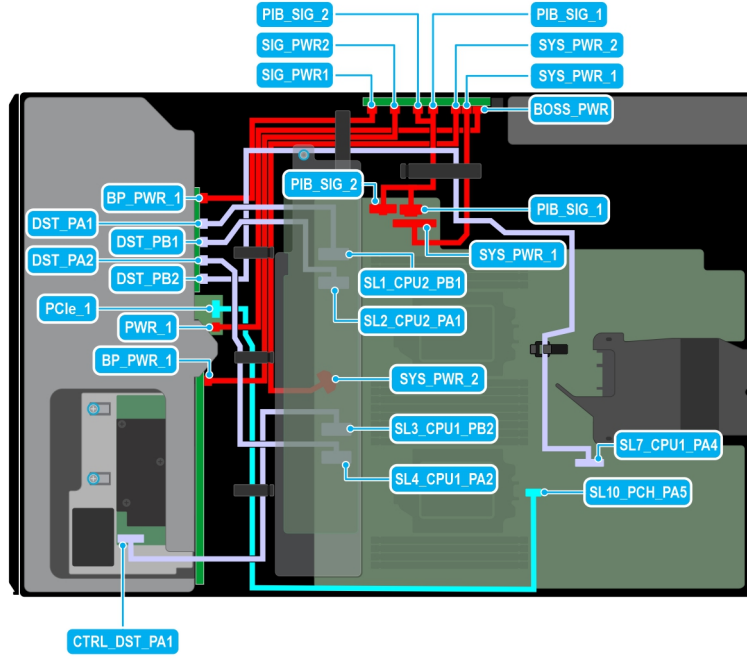 PIB_SIG_2
PIB_SIG_1
SIG_PWR2
SYS_PWR_2
SIG_PWR1
SYS_PWR_1
BOSS_PWR
PIB_SIG_2
BP_PWR_1
PIB_SIG_1
DST_PA1
DST_PB1
SYS_PWR_1
DST_PA2
DST_PB2
SL1_CPU2_PB1
PCIe_1
SL2_CPU2_PA1
PWR_1
BP_PWR_1
SYS_PWR_2
SL3_CPU1_PB2
SL7_CPU1_PA4
SL4_CPU1_PA2
SL10_PCH_PA5
CTRL_DST_PA1